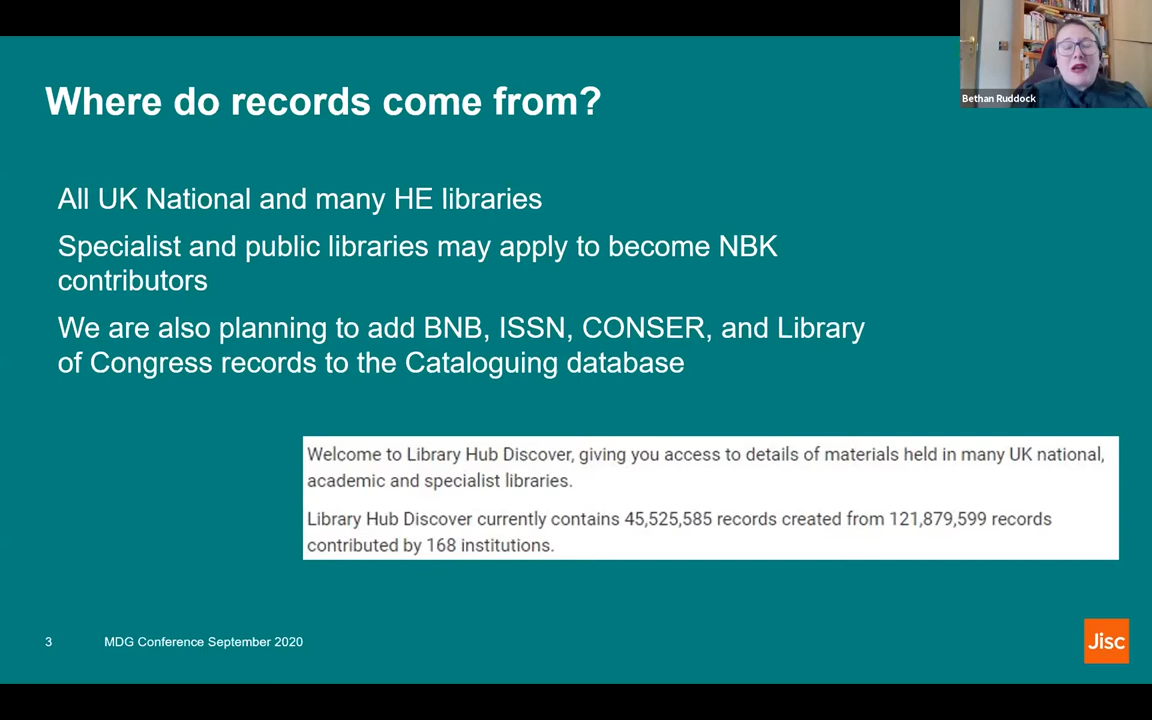 Where do records come from?
Bethan Ruddock
All UK National and many HE libraries
Specialist and public libraries may apply to become NBK
contributors
We are also planning to add BNB, ISSN, CONSER, and Library
of Congress records to the Cataloguing database
Welcome to Library Hub Discover, giving you access to details of materials held in many UK national,
academic and specialist libraries.
Library Hub Discover currently contains 45,525,585 records created from 121,879,599 records
contributed by 168 institutions.
3 MDG Conference September 2020
Jisc